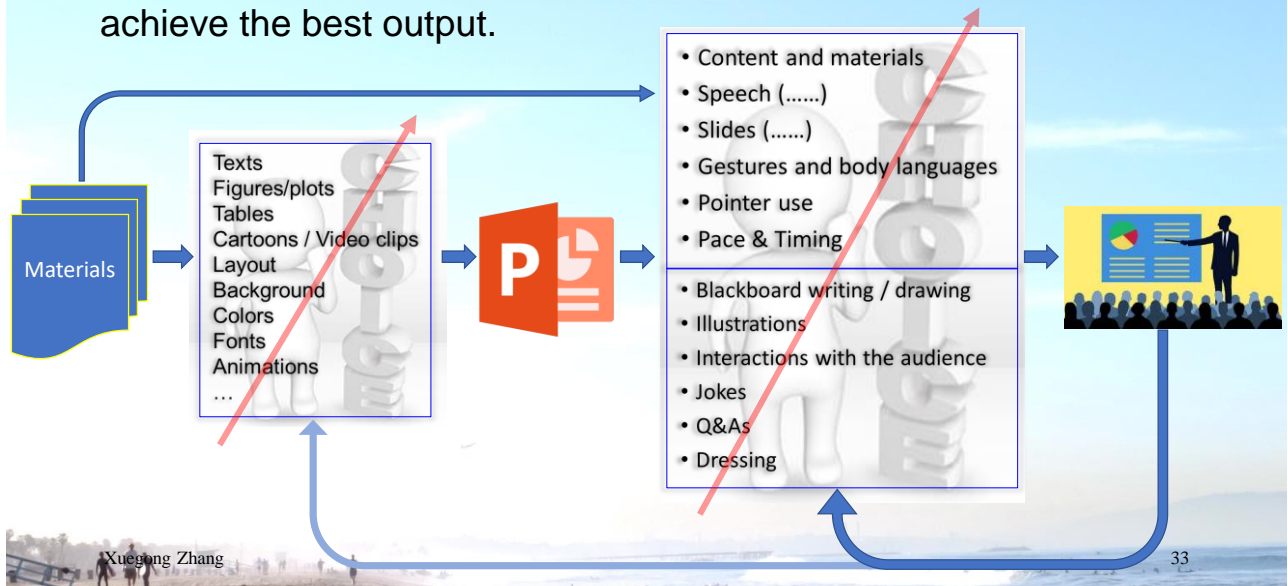 achieve the best output.
Materials
Texts
Figures/plots
Tables
Cartoons / Video clips
Layout
Background
Colors
Fonts
Animations
…
CHOICE
P
• Content and materials
• Speech (......)
• Slides (......)
• Gestures and body languages
• Pointer use
• Pace & Timing
• Blackboard writing / drawing
• Illustrations
• Interactions with the audience
• Jokes
• Q&As
• Dressing
CHOICE
Xuegong Zhang
33